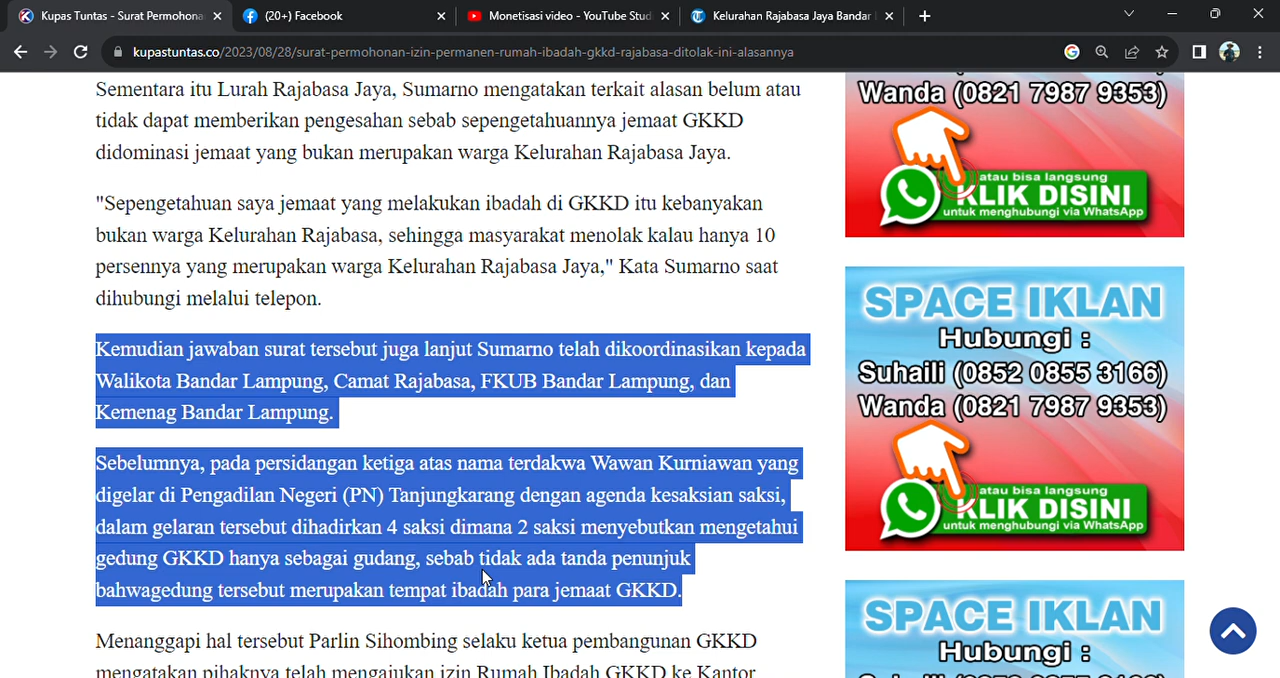 Kupas Tuntas - Surat Permohona
(20+) Facebook
Monetisasi video - YouTube Stud
Kelurahan Rajabasa Jaya Bandar
kupastuntas.co/2023/08/28/surat-permohonan-izin-permanen-rumah-ibadah-gkkd-rajabasa-ditolak-ini-alasannya
Sementara itu Lurah Rajabasa Jaya, Sumarno mengatakan terkait alasan belum atau
tidak dapat memberikan pengesahan sebab sepengetahuannya jemaat GKKD
didominasi jemaat yang bukan merupakan warga Kelurahan Rajabasa Jaya.
"Sepengetahuan saya jemaat yang melakukan ibadah di GKKD itu kebanyakan
bukan warga Kelurahan Rajabasa, sehingga masyarakat menolak kalau hanya 10
persennya yang merupakan warga Kelurahan Rajabasa Jaya," Kata Sumarno saat
dihubungi melalui telepon.
Kemudian jawaban surat tersebut juga lanjut Sumarno telah dikoordinasikan kepada
Walikota Bandar Lampung, Camat Rajabasa, FKUB Bandar Lampung, dan
Kemenag Bandar Lampung.
Sebelumnya, pada persidangan ketiga atas nama terdakwa Wawan Kurniawan yang
digelar di Pengadilan Negeri (PN) Tanjungkarang dengan agenda kesaksian saksi,
dalam gelaran tersebut dihadirkan 4 saksi dimana 2 saksi menyebutkan mengetahui
gedung GKKD hanya sebagai gudang, sebab tidak ada tanda penunjuk
bahwagedung tersebut merupakan tempat ibadah para jemaat GKKD.
Menanggapi hal tersebut Parlin Sihombing selaku ketua pembangunan GKKD
mengatakan pihaknya telah mengajukan izin Rumah Ibadah GKKD ke Kantor
Wanda (0821 7987 9353)
atau bisa langsung
KLIK DISINI
untuk menghubungi via WhatsApp
SPACE IKLAN
Hubungi :
Suhaili (0852 0855 3166)
Wanda (0821 7987 9353)
atau bisa langsung
KLIK DISINI
untuk menghubungi via WhatsApp
SPACE IKLAN
Hubungi :